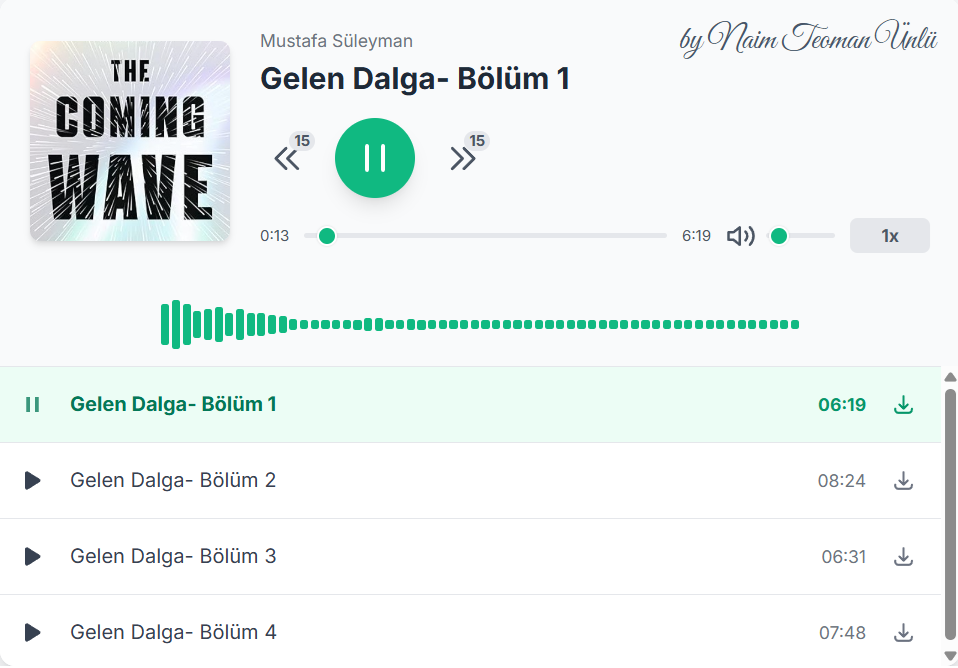 by Naim Teoman Ünlü
Mustafa Süleyman
Gelen Dalga- Bölüm 1
THE
COMING
WAVE
15
15
0:13
6:19
1x
Gelen Dalga- Bölüm 1
06:19
Gelen Dalga- Bölüm 2
08:24
Gelen Dalga- Bölüm 3
06:31
Gelen Dalga- Bölüm 4
07:48